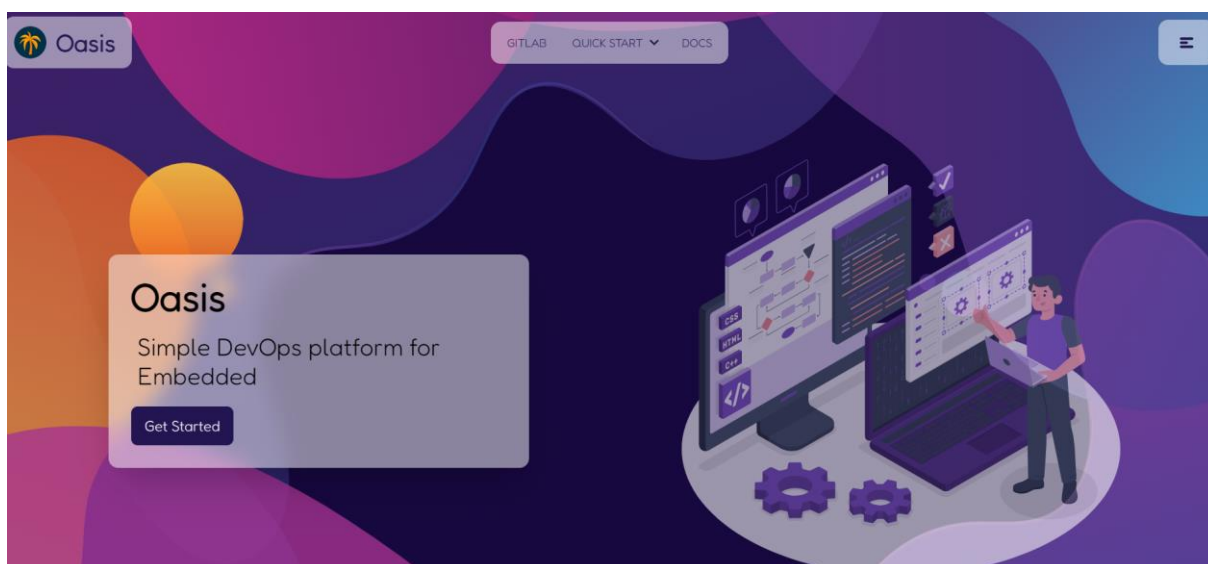 Oasis
GITLAB QUICK START DOCS
Oasis
Simple DevOps platform for
Embedded
Get Started
CSS
HTML
C++
</>